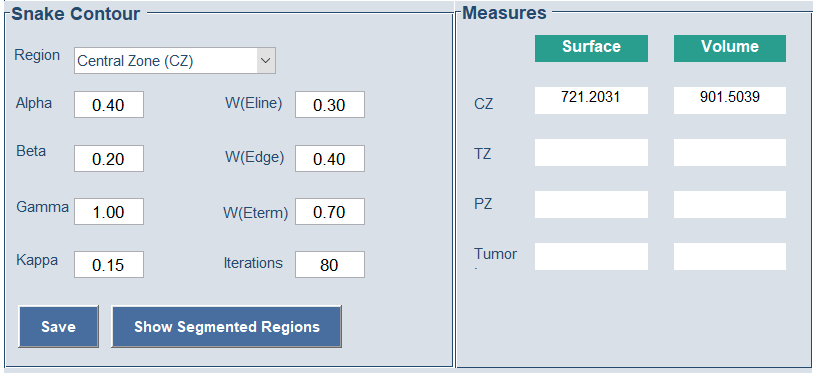 Snake Contour
Region Central Zone (CZ)
Alpha 0.40 W(Eline) 0.30
Beta 0.20 W(Edge) 0.40
Gamma 1.00 W(Eterm) 0.70
Kappa 0.15 Iterations 80
Save Show Segmented Regions
Measures
Surface Volume
CZ 721.2031 901.5039
TZ
PZ
Tumor